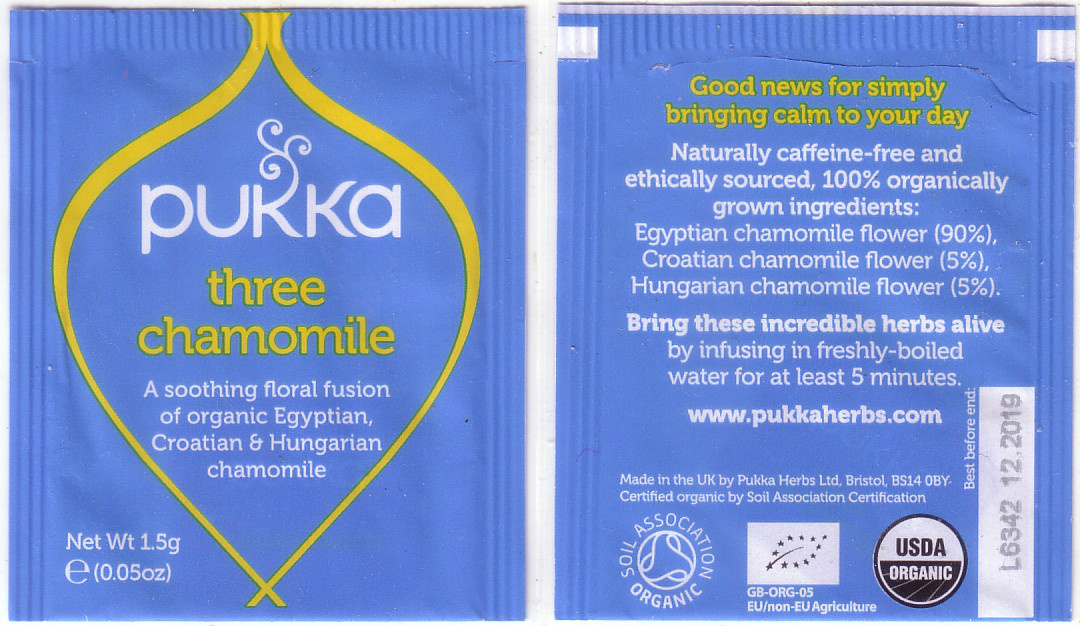 pukka
three
chamomile
A soothing floral fusion
of organic Egyptian,
Croatian & Hungarian
chamomile
Net Wt 1.5g
℮ (0.05oz)
Good news for simply
bringing calm to your day
Naturally caffeine-free and
ethically sourced, 100% organically
grown ingredients:
Egyptian chamomile flower (90%),
Croatian chamomile flower (5%),
Hungarian chamomile flower (5%).
Bring these incredible herbs alive
by infusing in freshly-boiled
water for at least 5 minutes.
www.pukkaherbs.com
Made in the UK by Pukka Herbs Ltd, Bristol, BS14 0BY.
Certified organic by Soil Association Certification
SOIL ASSOCIATION
ORGANIC
GB-ORG-05
EU/non-EU Agriculture
USDA
ORGANIC
Best before end:
L6342 12.2019